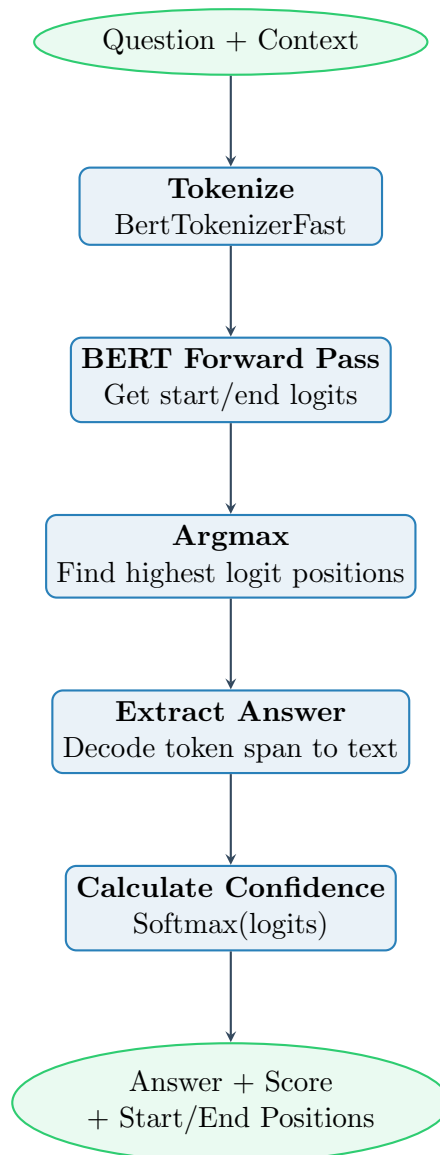 Question + Context
Tokenize
BertTokenizerFast
BERT Forward Pass
Get start/end logits
Argmax
Find highest logit positions
Extract Answer
Decode token span to text
Calculate Confidence
Softmax(logits)
Answer + Score
+ Start/End Positions